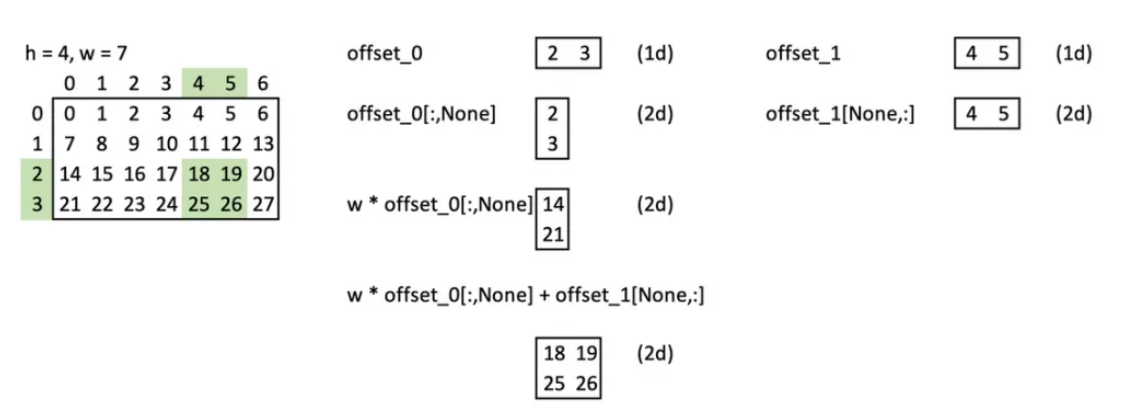 h = 4, w = 7
0 1 2 3 4 5 6
0 0 1 2 3 4 5 6
1 7 8 9 10 11 12 13
2 14 15 16 17 18 19 20
3 21 22 23 24 25 26 27
offset_0 2 3 (1d)
offset_0[:,None] 2 (2d)
3
w * offset_0[:,None] 14 (2d)
21
w * offset_0[:,None] + offset_1[None,:]
18 19 (2d)
25 26
offset_1 4 5 (1d)
offset_1[None,:] 4 5 (2d)